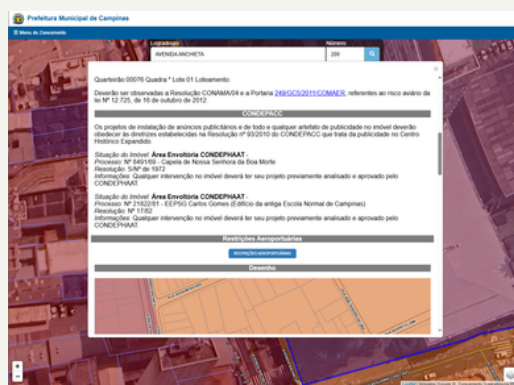 Prefeitura Municipal de Campinas
☰ Menu do Zoneamento
Logradouro
Número
AVENIDA ANCHIETA
200
×
Quarteirão 00076 Quadra * Lote 01 Loteamento:
Deverão ser observadas a Resolução CONAMA/04 e a Portaria 249/GC5/2011/COMAER, referentes ao risco aviário da
lei Nº 12.725, de 16 de outubro de 2012.
CONDEPACC
Os projetos de instalação de anúncios publicitários e de todo e qualquer artefato de publicidade no imóvel deverão
obedecer às diretrizes estabelecidas na Resolução nº 93/2010 do CONDEPACC que trata da publicidade no Centro
Histórico Expandido.
Situação do Imóvel: Área Envoltória CONDEPHAAT -
Processo: Nº 8491/69 - Capela de Nossa Senhora da Boa Morte
Resolução: S/Nº de 1972
Informações: Qualquer intervenção no imóvel deverá ter seu projeto previamente analisado e aprovado pelo
CONDEPHAAT
Situação do Imóvel: Área Envoltória CONDEPHAAT -
Processo: Nº 21822/81 - EEPSG Carlos Gomes (Edifício da antiga Escola Normal de Campinas)
Resolução: Nº 17/82
Informações: Qualquer intervenção no imóvel deverá ter seu projeto previamente analisado e aprovado pelo
CONDEPHAAT
Restrições Aeroportuárias
RESTRIÇÕES AEROPORTUÁRIAS
Desenho
+
-